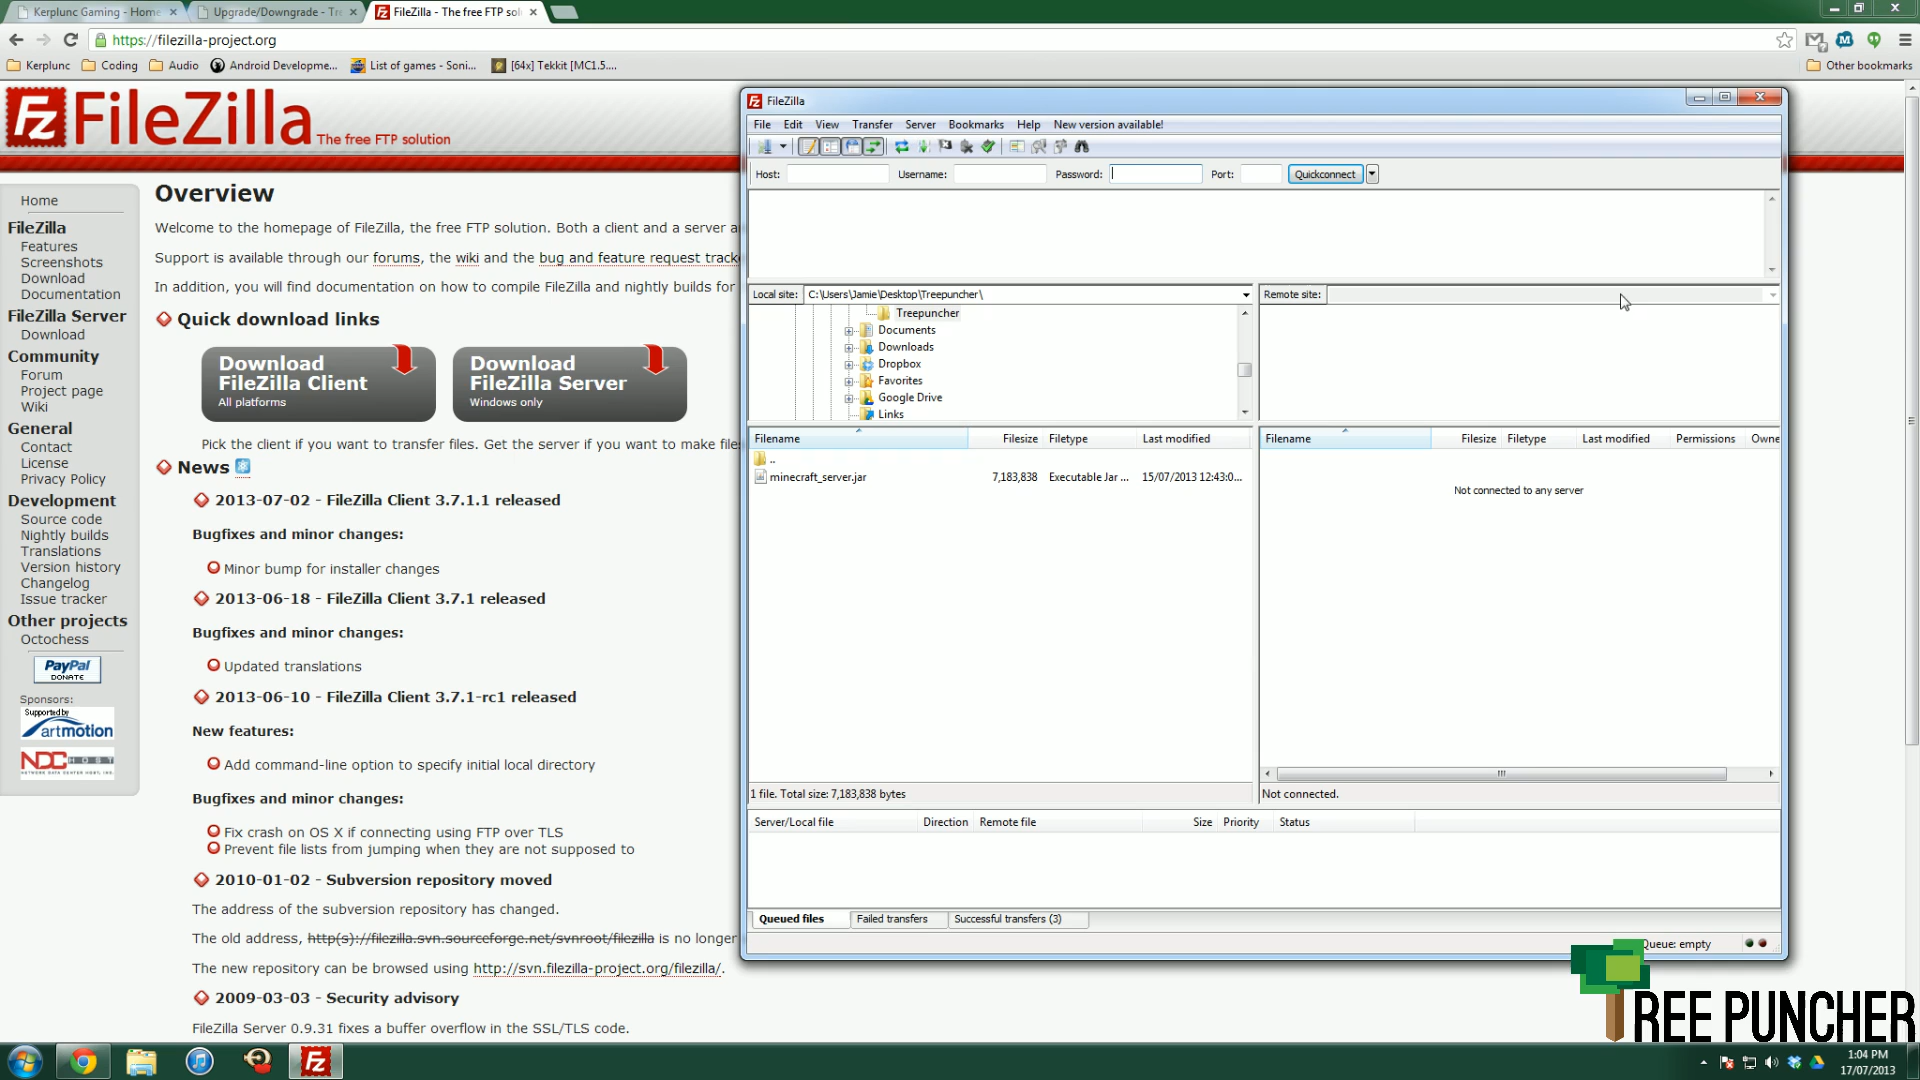 Kerplunc Gaming - Home
Upgrade/Downgrade - Tr
FileZilla - The free FTP sol
https://filezilla-project.org
Kerplunc
Coding
Audio
Android Developme...
List of games - Soni...
[64x] Tekkit [MC1.5....
Other bookmarks
FileZilla The free FTP solution
Home
FileZilla
Features
Screenshots
Download
Documentation
FileZilla Server
Download
Community
Forum
Project page
Wiki
General
Contact
License
Privacy Policy
Development
Source code
Nightly builds
Translations
Version history
Changelog
Issue tracker
Other projects
Octochess
PayPal
DONATE
Sponsors:
Supported by
artmotion
NDC HOST
Overview
Welcome to the homepage of FileZilla, the free FTP solution. Both a client and a server a
Support is available through our forums, the wiki and the bug and feature request track
In addition, you will find documentation on how to compile FileZilla and nightly builds for
Quick download links
Download
FileZilla Client
All platforms
Download
FileZilla Server
Windows only
Pick the client if you want to transfer files. Get the server if you want to make files
News
2013-07-02 - FileZilla Client 3.7.1.1 released
Bugfixes and minor changes:
Minor bump for installer changes
2013-06-18 - FileZilla Client 3.7.1 released
Bugfixes and minor changes:
Updated translations
2013-06-10 - FileZilla Client 3.7.1-rc1 released
New features:
Add command-line option to specify initial local directory
Bugfixes and minor changes:
Fix crash on OS X if connecting using FTP over TLS
Prevent file lists from jumping when they are not supposed to
2010-01-02 - Subversion repository moved
The address of the subversion repository has changed.
The old address, http(s)://filezilla.svn.sourceforge.net/svnroot/filezilla is no longer
The new repository can be browsed using http://svn.filezilla-project.org/filezilla/.
2009-03-03 - Security advisory
FileZilla Server 0.9.31 fixes a buffer overflow in the SSL/TLS code.
FileZilla
File Edit View Transfer Server Bookmarks Help New version available!
Host: Username: Password: Port: Quickconnect
Local site: C:\Users\Jamie\Desktop\Treepuncher\
Treepuncher
Documents
Downloads
Dropbox
Favorites
Google Drive
Links
Filename Filesize Filetype Last modified
..
minecraft_server.jar 7,183,838 Executable Jar ... 15/07/2013 12:43:0...
1 file. Total size: 7,183,838 bytes
Remote site:
Filename Filesize Filetype Last modified Permissions Owne
Not connected to any server
Not connected.
Server/Local file Direction Remote file Size Priority Status
Queued files Failed transfers Successful transfers (3)
Queue: empty
REE PUNCHER
1:04 PM
17/07/2013